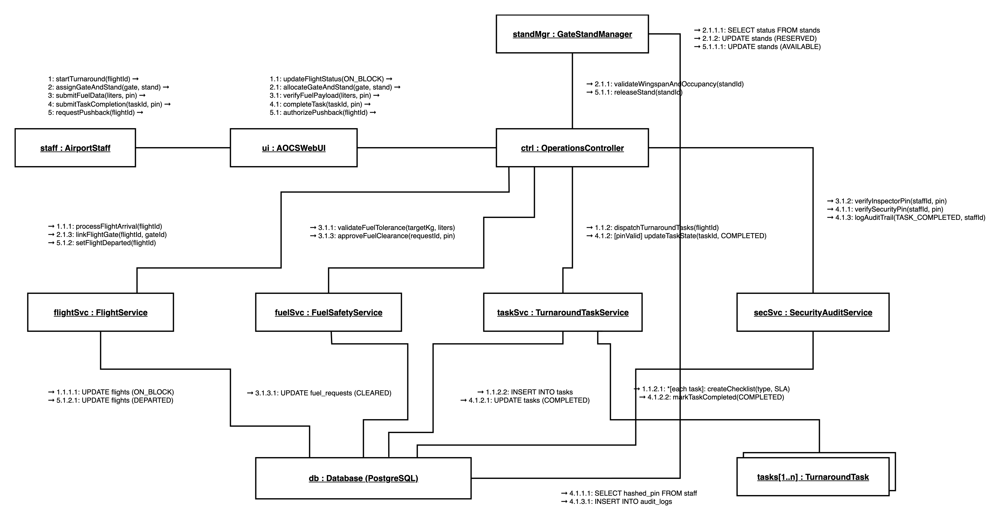 standMgr : GateStandManager
→ 2.1.1.1: SELECT status FROM stands
→ 2.1.2: UPDATE stands (RESERVED)
→ 5.1.1.1: UPDATE stands (AVAILABLE)
1: startTurnaround(flightId) →
2: assignGateAndStand(gate, stand) →
3: submitFuelData(liters, pin) →
4: submitTaskCompletion(taskId, pin) →
5: requestPushback(flightId) →
1.1: updateFlightStatus(ON_BLOCK) →
2.1: allocateGateAndStand(gate, stand) →
3.1: verifyFuelPayload(liters, pin) →
4.1: completeTask(taskId, pin) →
5.1: authorizePushback(flightId) →
→ 2.1.1: validateWingspanAndOccupancy(standId)
→ 5.1.1: releaseStand(standId)
staff : AirportStaff
ui : AOCSWebUI
ctrl : OperationsController
→ 3.1.2: verifyInspectorPin(staffId, pin)
→ 4.1.1: verifySecurityPin(staffId, pin)
→ 4.1.3: logAuditTrail(TASK_COMPLETED, staffId)
→ 1.1.1: processFlightArrival(flightId)
→ 2.1.3: linkFlightGate(flightId, gateId)
→ 5.1.2: setFlightDeparted(flightId)
→ 3.1.1: validateFuelTolerance(targetKg, liters)
→ 3.1.3: approveFuelClearance(requestId, pin)
→ 1.1.2: dispatchTurnaroundTasks(flightId)
→ 4.1.2: [pinValid] updateTaskState(taskId, COMPLETED)
flightSvc : FlightService
fuelSvc : FuelSafetyService
taskSvc : TurnaroundTaskService
secSvc : SecurityAuditService
→ 1.1.1.1: UPDATE flights (ON_BLOCK)
→ 5.1.2.1: UPDATE flights (DEPARTED)
→ 3.1.3.1: UPDATE fuel_requests (CLEARED)
→ 1.1.2.2: INSERT INTO tasks
→ 4.1.2.1: UPDATE tasks (COMPLETED)
→ 1.1.2.1: *[each task]: createChecklist(type, SLA)
→ 4.1.2.2: markTaskCompleted(COMPLETED)
db : Database (PostgreSQL)
tasks[1..n] : TurnaroundTask
→ 4.1.1.1: SELECT hashed_pin FROM staff
→ 4.1.3.1: INSERT INTO audit_logs